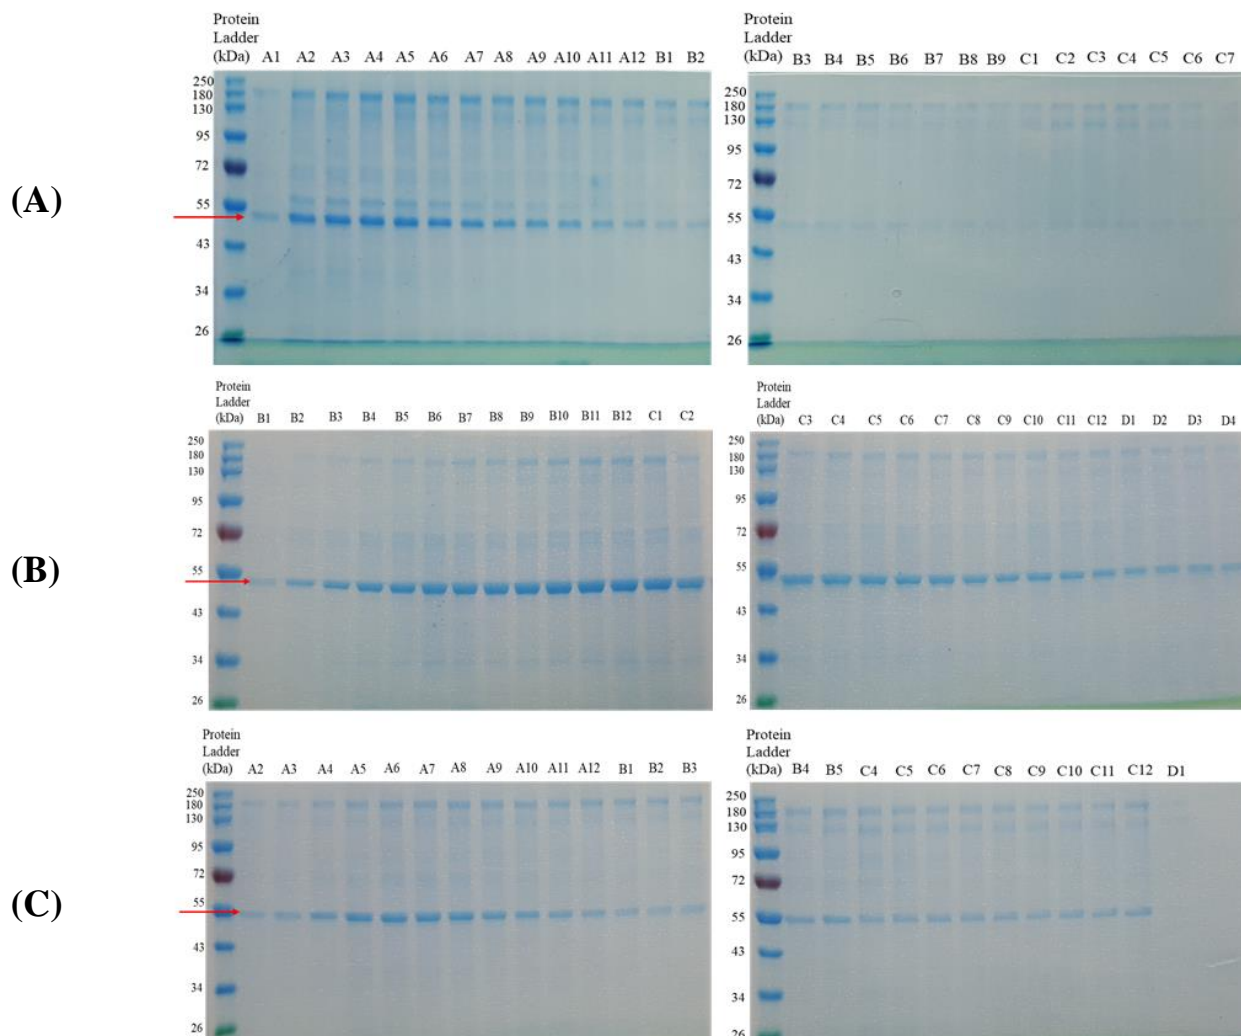 (A)
Protein
Ladder
(kDa) A1 A2 A3 A4 A5 A6 A7 A8 A9 A10 A11 A12 B1 B2
250
180
130
95
72
55
43
34
26
Protein
Ladder
(kDa) B3 B4 B5 B6 B7 B8 B9 C1 C2 C3 C4 C5 C6 C7
250
180
130
95
72
55
43
34
26
(B)
Protein
Ladder
(kDa) B1 B2 B3 B4 B5 B6 B7 B8 B9 B10 B11 B12 C1 C2
250
180
130
95
72
55
43
34
26
Protein
Ladder
(kDa) C3 C4 C5 C6 C7 C8 C9 C10 C11 C12 D1 D2 D3 D4
250
180
130
95
72
55
43
34
26
(C)
Protein
Ladder
(kDa) A2 A3 A4 A5 A6 A7 A8 A9 A10 A11 A12 B1 B2 B3
250
180
130
95
72
55
43
34
26
Protein
Ladder
(kDa) B4 B5 C4 C5 C6 C7 C8 C9 C10 C11 C12 D1
250
180
130
95
72
55
43
34
26